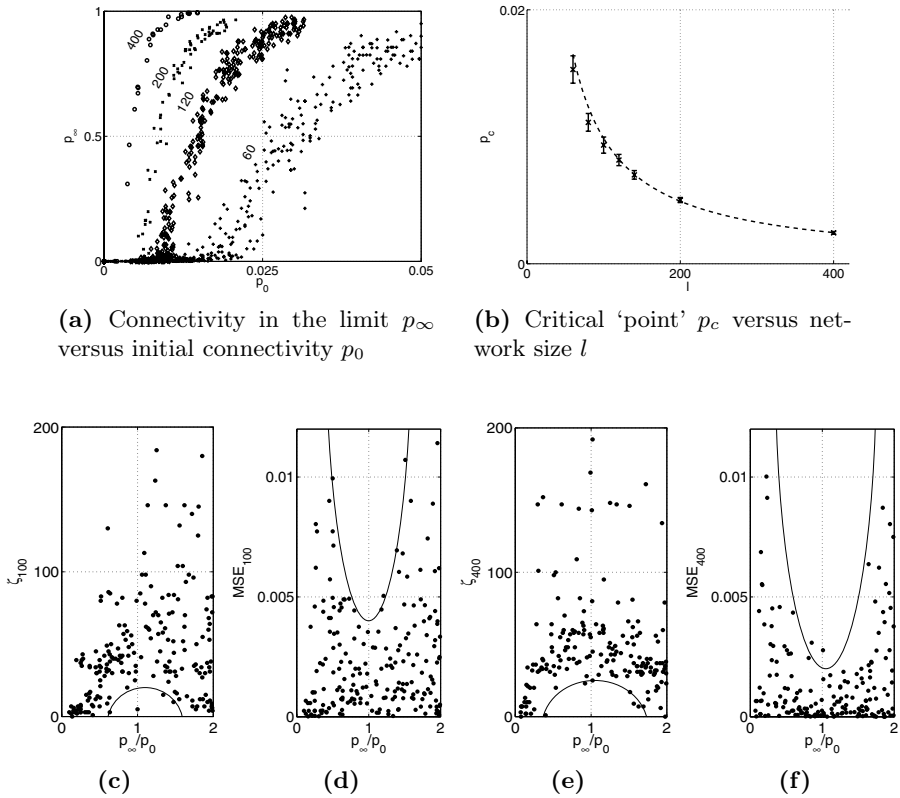 1
400
200
120
60
0.5
p∞
0
0
0.025
0.05
p0
0.02
pc
0
0
200
400
l
(a) Connectivity in the limit p∞
versus initial connectivity p0
(b) Critical ‘point’ pc versus net-
work size l
200
100
0
ζ100
0
1
2
p∞/p0
(c)
0.01
0.005
0
MSE100
0
1
2
p∞/p0
(d)
200
100
0
ζ400
0
1
2
p∞/p0
(e)
0.01
0.005
0
MSE400
0
1
2
p∞/p0
(f)